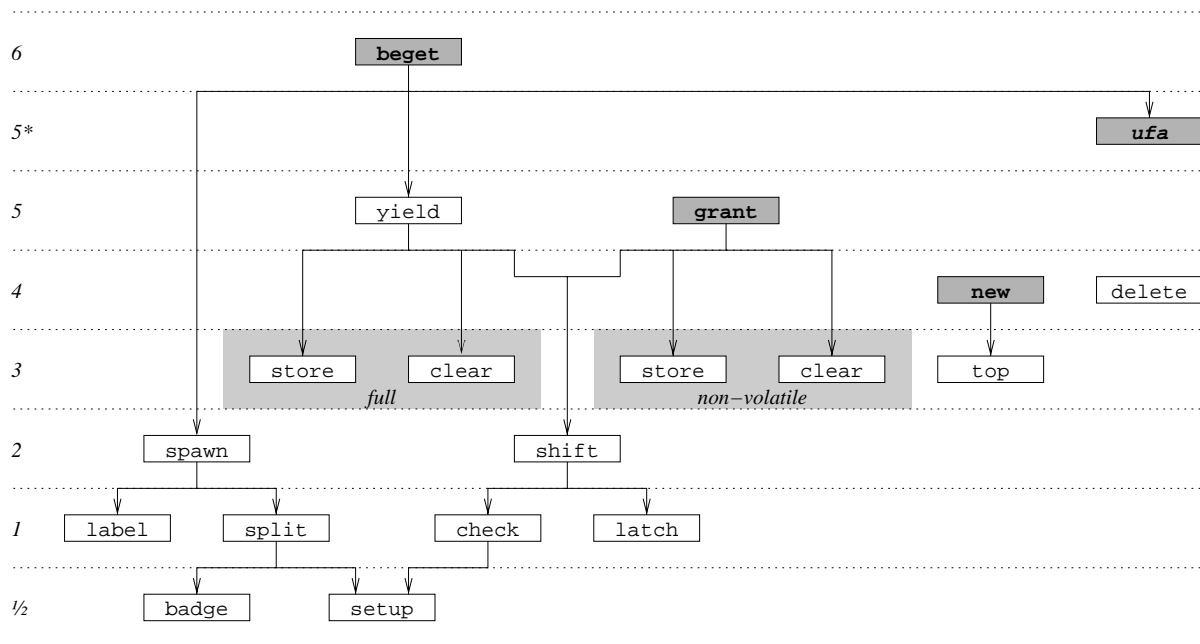 6 beget
5* ufa
5 yield grant
4 new delete
3 store clear store clear top
full non−volatile
2 spawn shift
1 label split check latch
½ badge setup